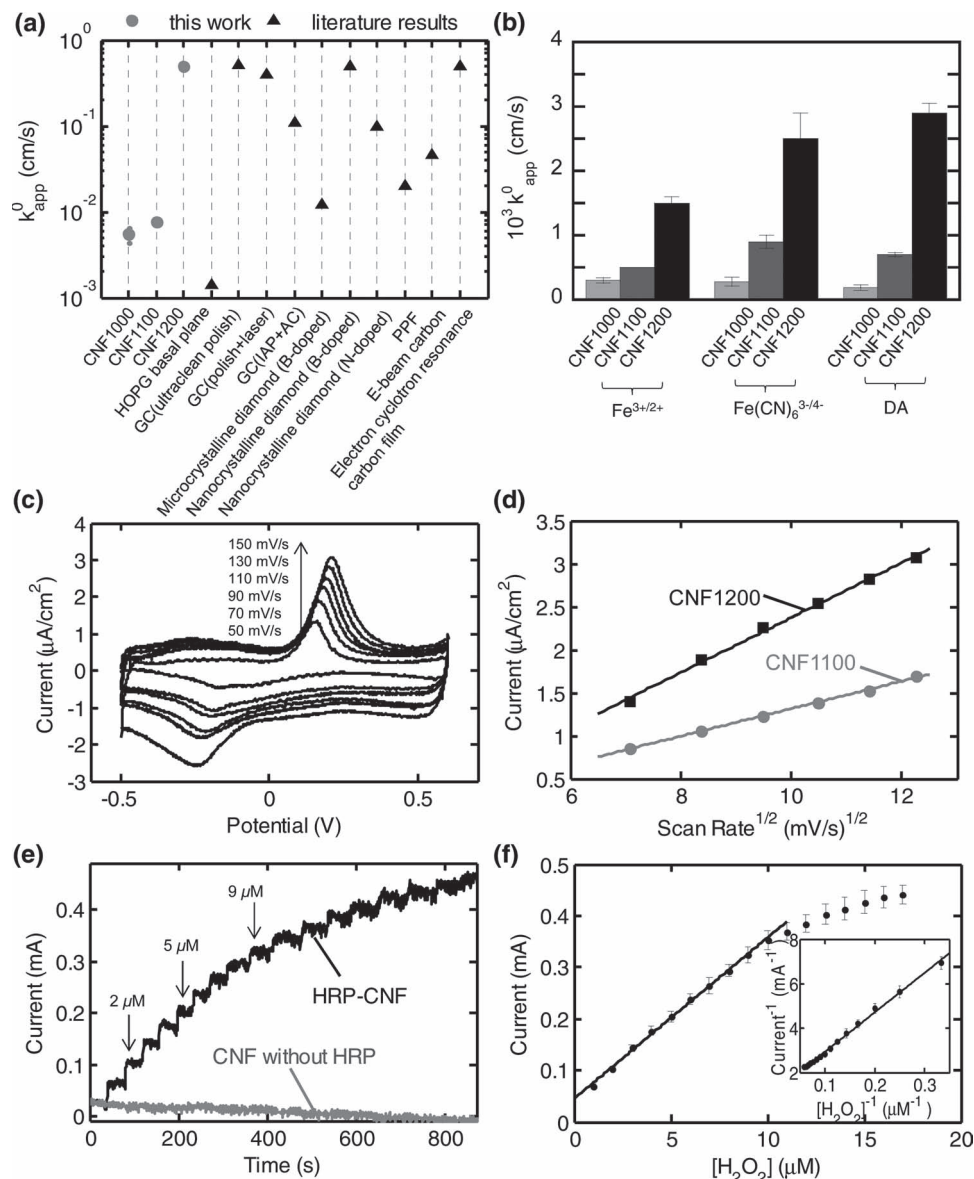 (a)
this work
literature results
10^0
10^-1
10^-2
10^-3
k^0_app (cm/s)
CNF1000
CNF1100
CNF1200
HOPG basal plane
GC(ultraclean polish)
GC(polish+laser)
GC(IAP+AC)
Microcrystalline diamond (B-doped)
Nanocrystalline diamond (B-doped)
Nanocrystalline diamond (N-doped)
PPF
E-beam carbon
Electron cyclotron resonance
carbon film
(b)
4
3
2
1
0
10^3 k^0_app (cm/s)
CNF1000
CNF1100
CNF1200
CNF1000
CNF1100
CNF1200
CNF1000
CNF1100
CNF1200
Fe^3+/2+
Fe(CN)_6^3-/4-
DA
(c)
4
3
2
1
0
-1
-2
-3
Current (µA/cm^2)
150 mV/s
130 mV/s
110 mV/s
90 mV/s
70 mV/s
50 mV/s
-0.5
0
0.5
Potential (V)
(d)
3.5
3
2.5
2
1.5
1
0.5
Current (µA/cm^2)
CNF1200
CNF1100
6
8
10
12
Scan Rate^1/2 (mV/s)^1/2
(e)
0.4
0.3
0.2
0.1
0
Current (mA)
2 µM
5 µM
9 µM
HRP-CNF
CNF without HRP
0
200
400
600
800
Time (s)
(f)
0.5
0.4
0.3
0.2
0.1
0
Current (mA)
0
5
10
15
20
[H_2O_2] (µM)
8
6
4
2
Current^-1 (mA^-1)
0.1
0.2
0.3
[H_2O_2]^-1 (µM^-1)